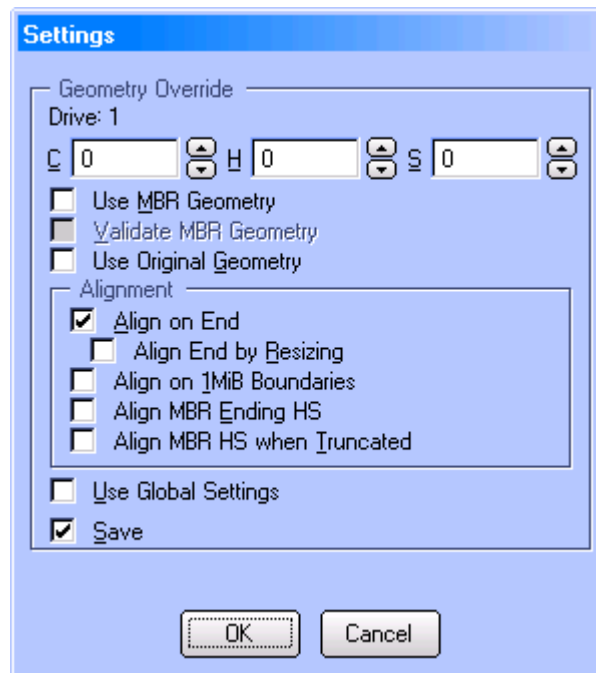 Settings
Geometry Override
Drive: 1
C 0 H 0 S 0
Use MBR Geometry
Validate MBR Geometry
Use Original Geometry
Alignment
Align on End
Align End by Resizing
Align on 1MiB Boundaries
Align MBR Ending HS
Align MBR HS when Truncated
Use Global Settings
Save
OK Cancel